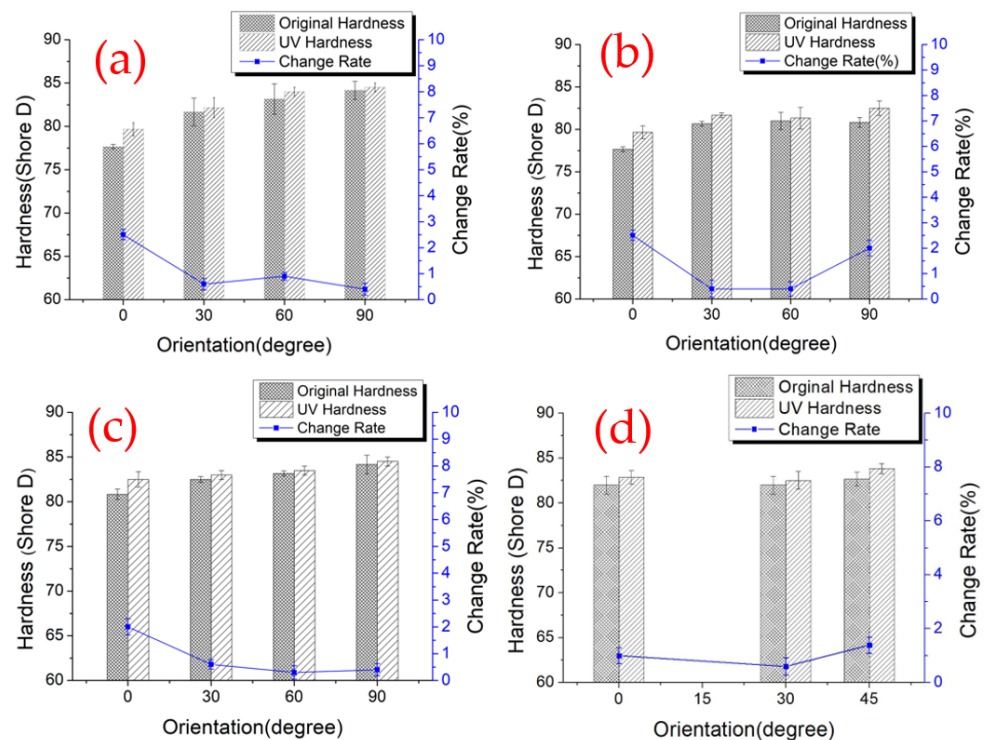 (a)
Original Hardness
UV Hardness
Change Rate
Hardness(Shore D)
90
85
80
75
70
65
60
10
9
8
7
6
5
4
3
2
1
0
Change Rate(%)
0 30 60 90
Orientation(degree)
(b)
Original Hardness
UV Hardness
Change Rate(%)
Hardness (Shore D)
90
85
80
75
70
65
60
10
9
8
7
6
5
4
3
2
1
0
Change Rate(%)
0 30 60 90
Orientation(degree)
(c)
Original Hardness
UV Hardness
Change Rate
Hardness (Shore D)
90
85
80
75
70
65
60
10
9
8
7
6
5
4
3
2
1
0
Change Rate(%)
0 30 60 90
Orientation(degree)
(d)
Orginal Hardness
UV Hardness
Change Rate
Hardness (Shore D)
90
85
80
75
70
65
60
10
8
6
4
2
0
Change Rate(%)
0 15 30 45
Orientation(degree)